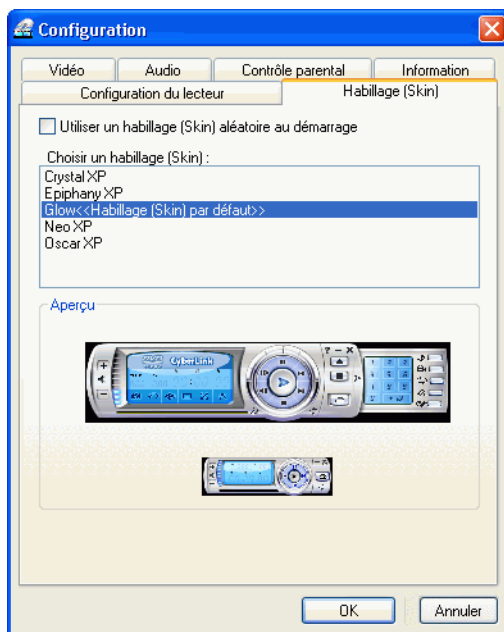 Configuration
Vidéo Audio Contrôle parental Information
Configuration du lecteur Habillage (Skin)
Utiliser un habillage (Skin) aléatoire au démarrage
Choisir un habillage (Skin) :
Crystal XP
Epiphany XP
Glow<<Habillage (Skin) par défaut>>
Neo XP
Oscar XP
Aperçu
CyberLink
OK Annuler